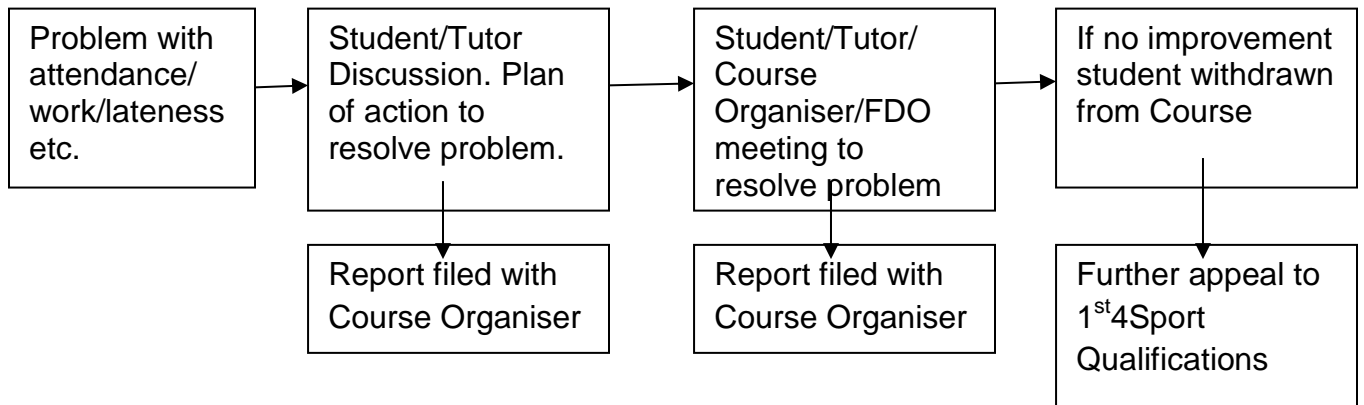 Problem with
attendance/
work/lateness
etc.
Student/Tutor
Discussion. Plan
of action to
resolve problem.
Student/Tutor/
Course
Organiser/FDO
meeting to
resolve problem
If no improvement
student withdrawn
from Course
Report filed with
Course Organiser
Report filed with
Course Organiser
Further appeal to
1st4Sport
Qualifications